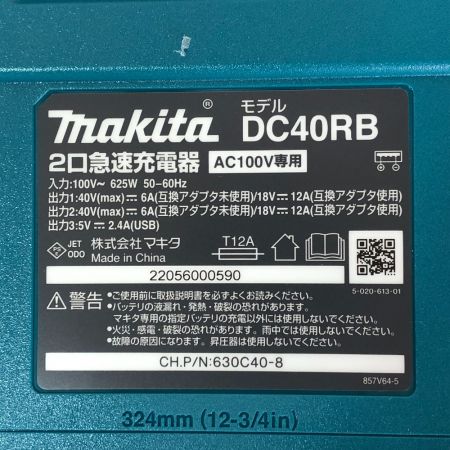 makita®
モデル
DC40RB
2口急速充電器 AC100V専用
入力:100V~ 625W 50-60Hz
出力1:40V(max)⎓6A(互換アダプタ未使用)/18V⎓12A(互換アダプタ使用)
出力2:40V(max)⎓6A(互換アダプタ未使用)/18V⎓12A(互換アダプタ使用)
出力3:5V⎓2.4A(USB)
PS E JET ODO 株式会社マキタ
Made in China
T12A
22056000590
5-020-613-01
⚠警告 ●ご使用前に取扱説明書を必ずよくお読みください。
●バッテリの液漏れ・発熱・破裂の恐れがあります。
マキタ専用の指定バッテリの充電以外には使用しないでください。
●火災・感電・破裂の恐れがあります。雨中では使用しないでください。
●故障の原因になります。昇圧器は使用しないでください。
CH.P/N:630C40-8
857V64-5
324mm (12-3/4in)